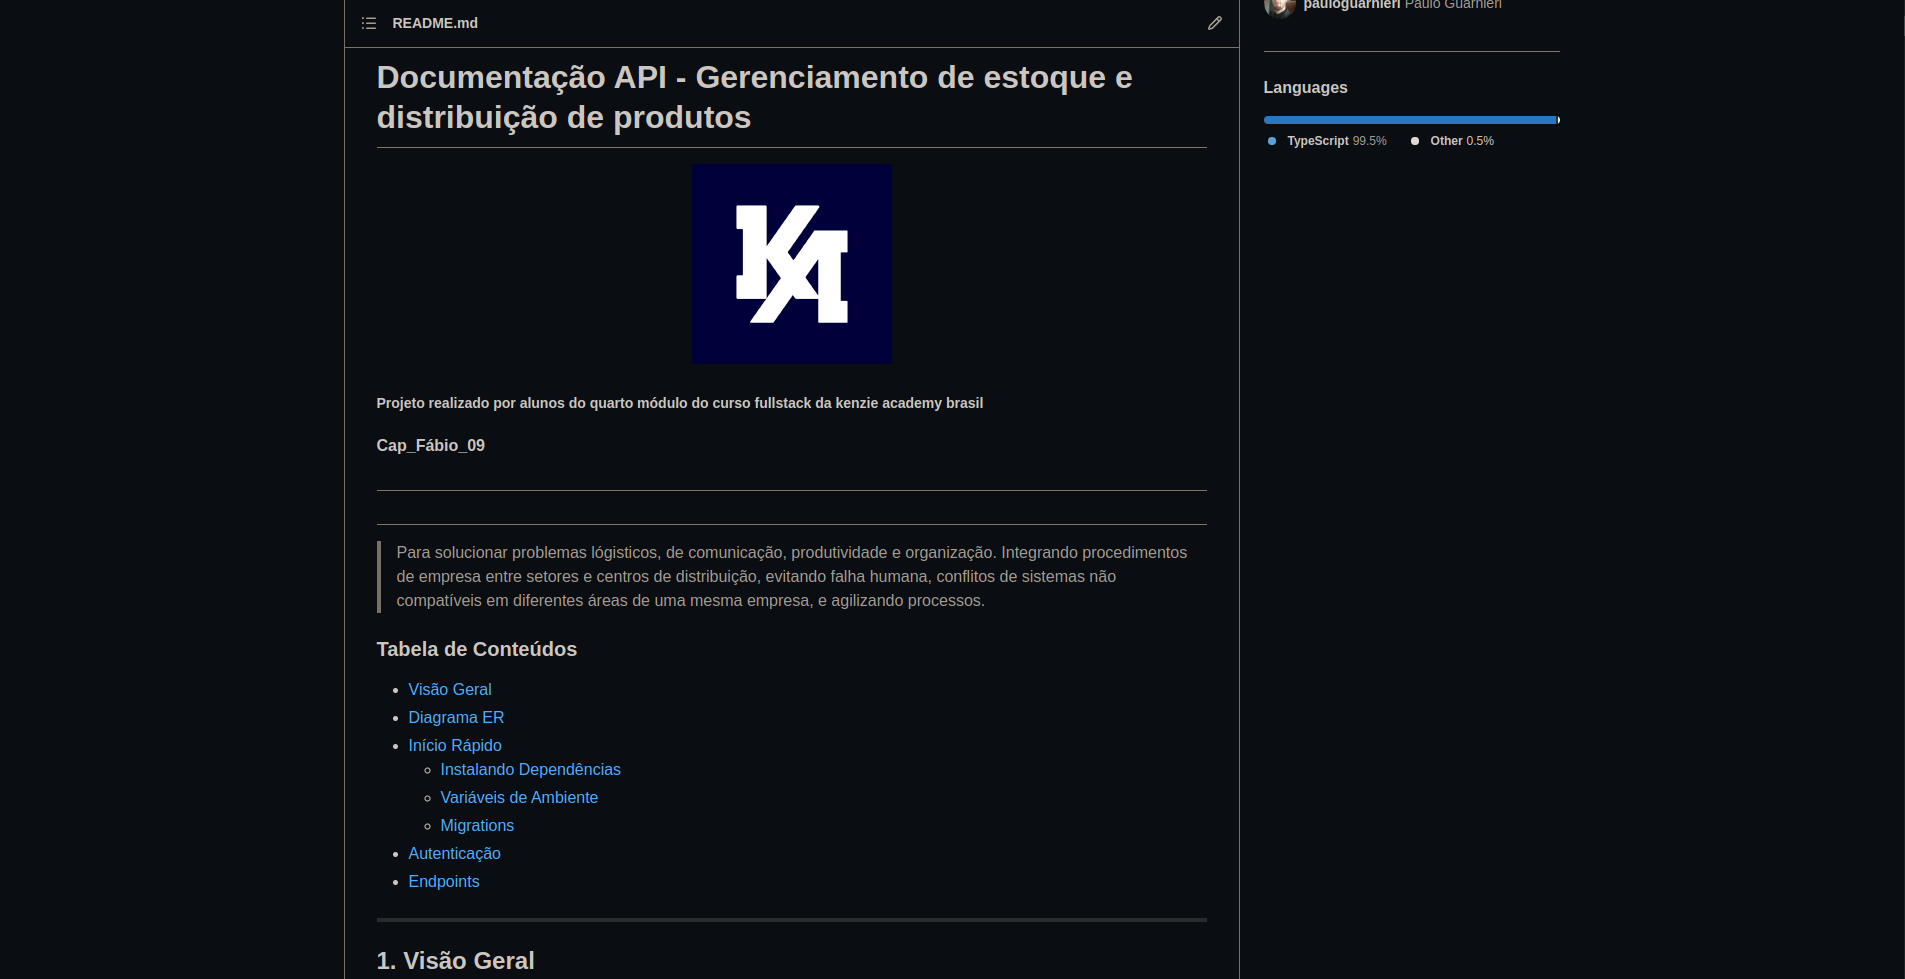 README.md
Documentação API - Gerenciamento de estoque e
distribuição de produtos
KA
Projeto realizado por alunos do quarto módulo do curso fullstack da kenzie academy brasil
Cap_Fábio_09
Para solucionar problemas lógisticos, de comunicação, produtividade e organização. Integrando procedimentos
de empresa entre setores e centros de distribuição, evitando falha humana, conflitos de sistemas não
compatíveis em diferentes áreas de uma mesma empresa, e agilizando processos.
Tabela de Conteúdos
Visão Geral
Diagrama ER
Início Rápido
Instalando Dependências
Variáveis de Ambiente
Migrations
Autenticação
Endpoints
1. Visão Geral
pauloguarnieri Paulo Guarnieri
Languages
TypeScript 99.5% Other 0.5%